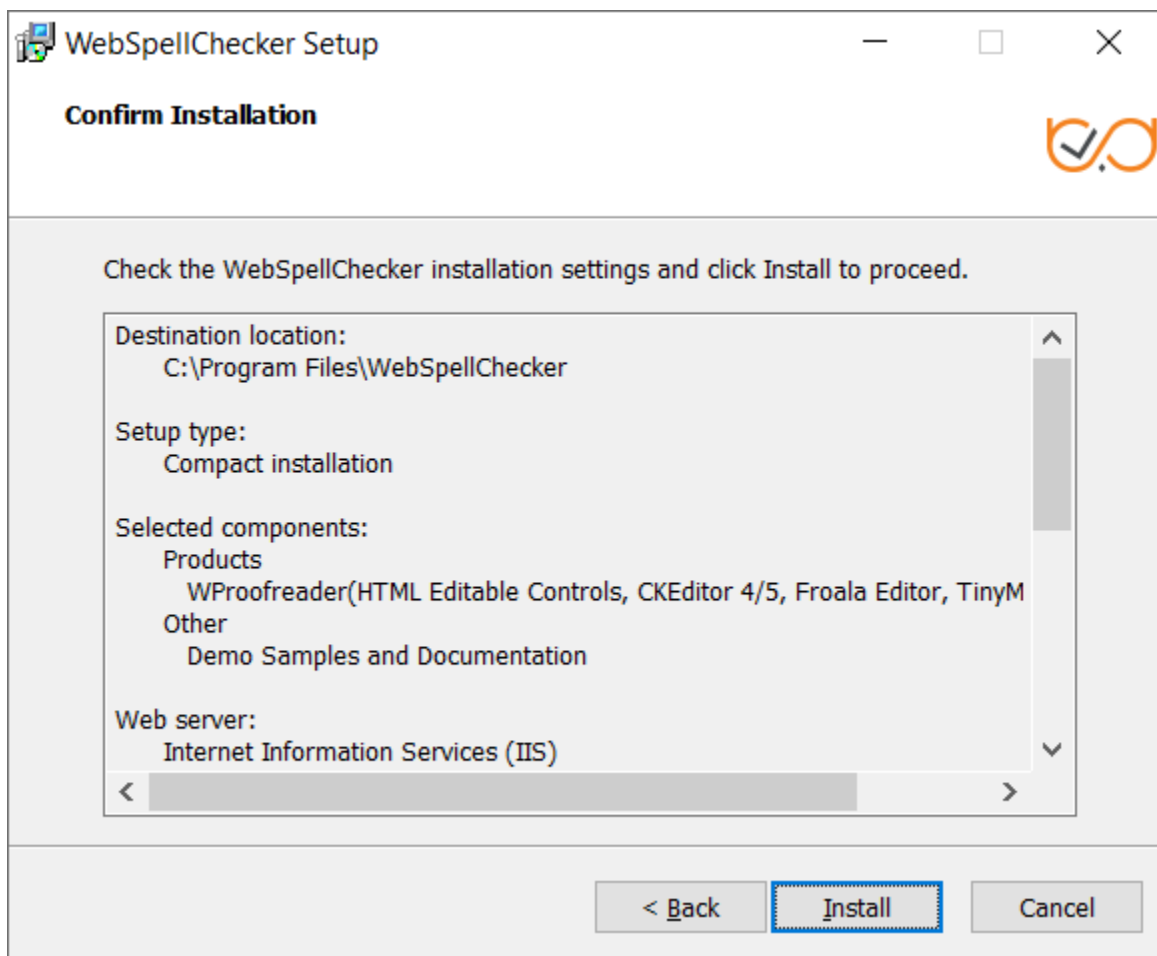 WebSpellChecker Setup
Confirm Installation
Check the WebSpellChecker installation settings and click Install to proceed.
Destination location:
C:\Program Files\WebSpellChecker
Setup type:
Compact installation
Selected components:
Products
WProofreader(HTML Editable Controls, CKEditor 4/5, Froala Editor, TinyM
Other
Demo Samples and Documentation
Web server:
Internet Information Services (IIS)
< Back Install Cancel